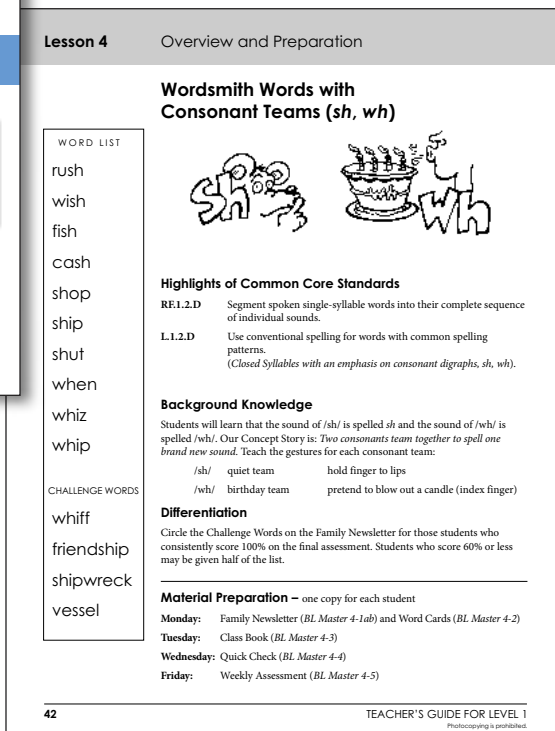 Lesson 4 Overview and Preparation
Wordsmith Words with
Consonant Teams (sh, wh)
WORD LIST
rush
wish
fish
cash
shop
ship
shut
when
whiz
whip
CHALLENGE WORDS
whiff
friendship
shipwreck
vessel
Sh
Wh
Highlights of Common Core Standards
RF.1.2.D Segment spoken single-syllable words into their complete sequence
of individual sounds.
L.1.2.D Use conventional spelling for words with common spelling
patterns.
(Closed Syllables with an emphasis on consonant digraphs, sh, wh).
Background Knowledge
Students will learn that the sound of /sh/ is spelled sh and the sound of /wh/ is
spelled /wh/. Our Concept Story is: Two consonants team together to spell one
brand new sound. Teach the gestures for each consonant team:
/sh/ quiet team hold finger to lips
/wh/ birthday team pretend to blow out a candle (index finger)
Differentiation
Circle the Challenge Words on the Family Newsletter for those students who
consistently score 100% on the final assessment. Students who score 60% or less
may be given half of the list.
Material Preparation – one copy for each student
Monday: Family Newsletter (BL Master 4-1ab) and Word Cards (BL Master 4-2)
Tuesday: Class Book (BL Master 4-3)
Wednesday: Quick Check (BL Master 4-4)
Friday: Weekly Assessment (BL Master 4-5)
42 TEACHER'S GUIDE FOR LEVEL 1
Photocopying is prohibited.